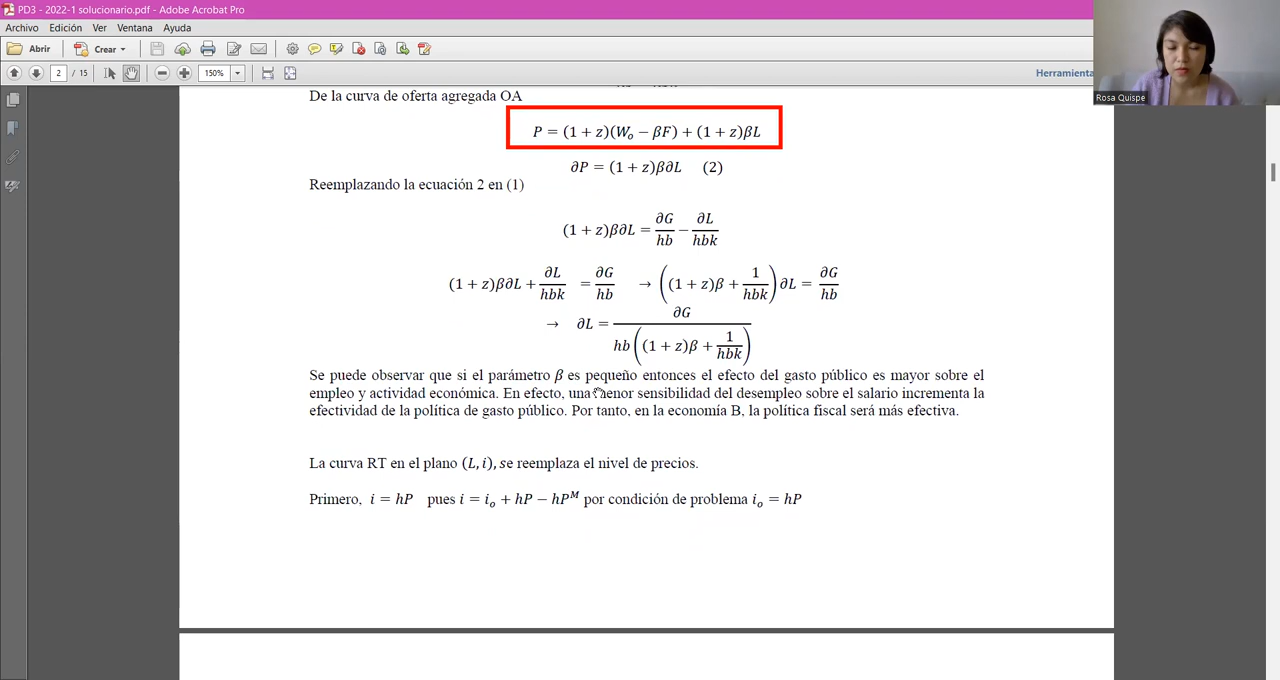 PD3 - 2022-1 solucionario.pdf - Adobe Acrobat Pro
Archivo Edición Ver Ventana Ayuda
Abrir Crear
2 / 15 150% Herramienta
Rosa Quispe
De la curva de oferta agregada OA
P = (1 + z)(Wₒ − βF) + (1 + z)βL
∂P = (1 + z)β∂L (2)
Reemplazando la ecuación 2 en (1)
(1 + z)β∂L = ∂G/hb − ∂L/hbk
(1 + z)β∂L + ∂L/hbk = ∂G/hb → ((1 + z)β + 1/hbk) ∂L = ∂G/hb
→ ∂L = ∂G / hb((1 + z)β + 1/hbk)
Se puede observar que si el parámetro β es pequeño entonces el efecto del gasto público es mayor sobre el
empleo y actividad económica. En efecto, una menor sensibilidad del desempleo sobre el salario incrementa la
efectividad de la política de gasto público. Por tanto, en la economía B, la política fiscal será más efectiva.
La curva RT en el plano (L, i), se reemplaza el nivel de precios.
Primero, i = hP pues i = iₒ + hP − hPᴹ por condición de problema iₒ = hP